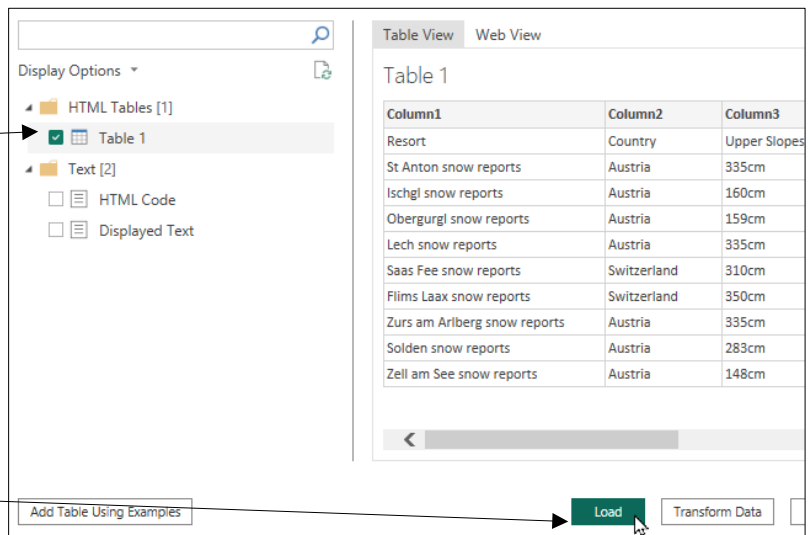 Display Options
HTML Tables [1]
Table 1
Text [2]
HTML Code
Displayed Text
Add Table Using Examples
Table View Web View
Table 1
Column1 Column2 Column3
Resort Country Upper Slopes
St Anton snow reports Austria 335cm
Ischgl snow reports Austria 160cm
Obergurgl snow reports Austria 159cm
Lech snow reports Austria 335cm
Saas Fee snow reports Switzerland 310cm
Flims Laax snow reports Switzerland 350cm
Zurs am Arlberg snow reports Austria 335cm
Solden snow reports Austria 283cm
Zell am See snow reports Austria 148cm
Load Transform Data